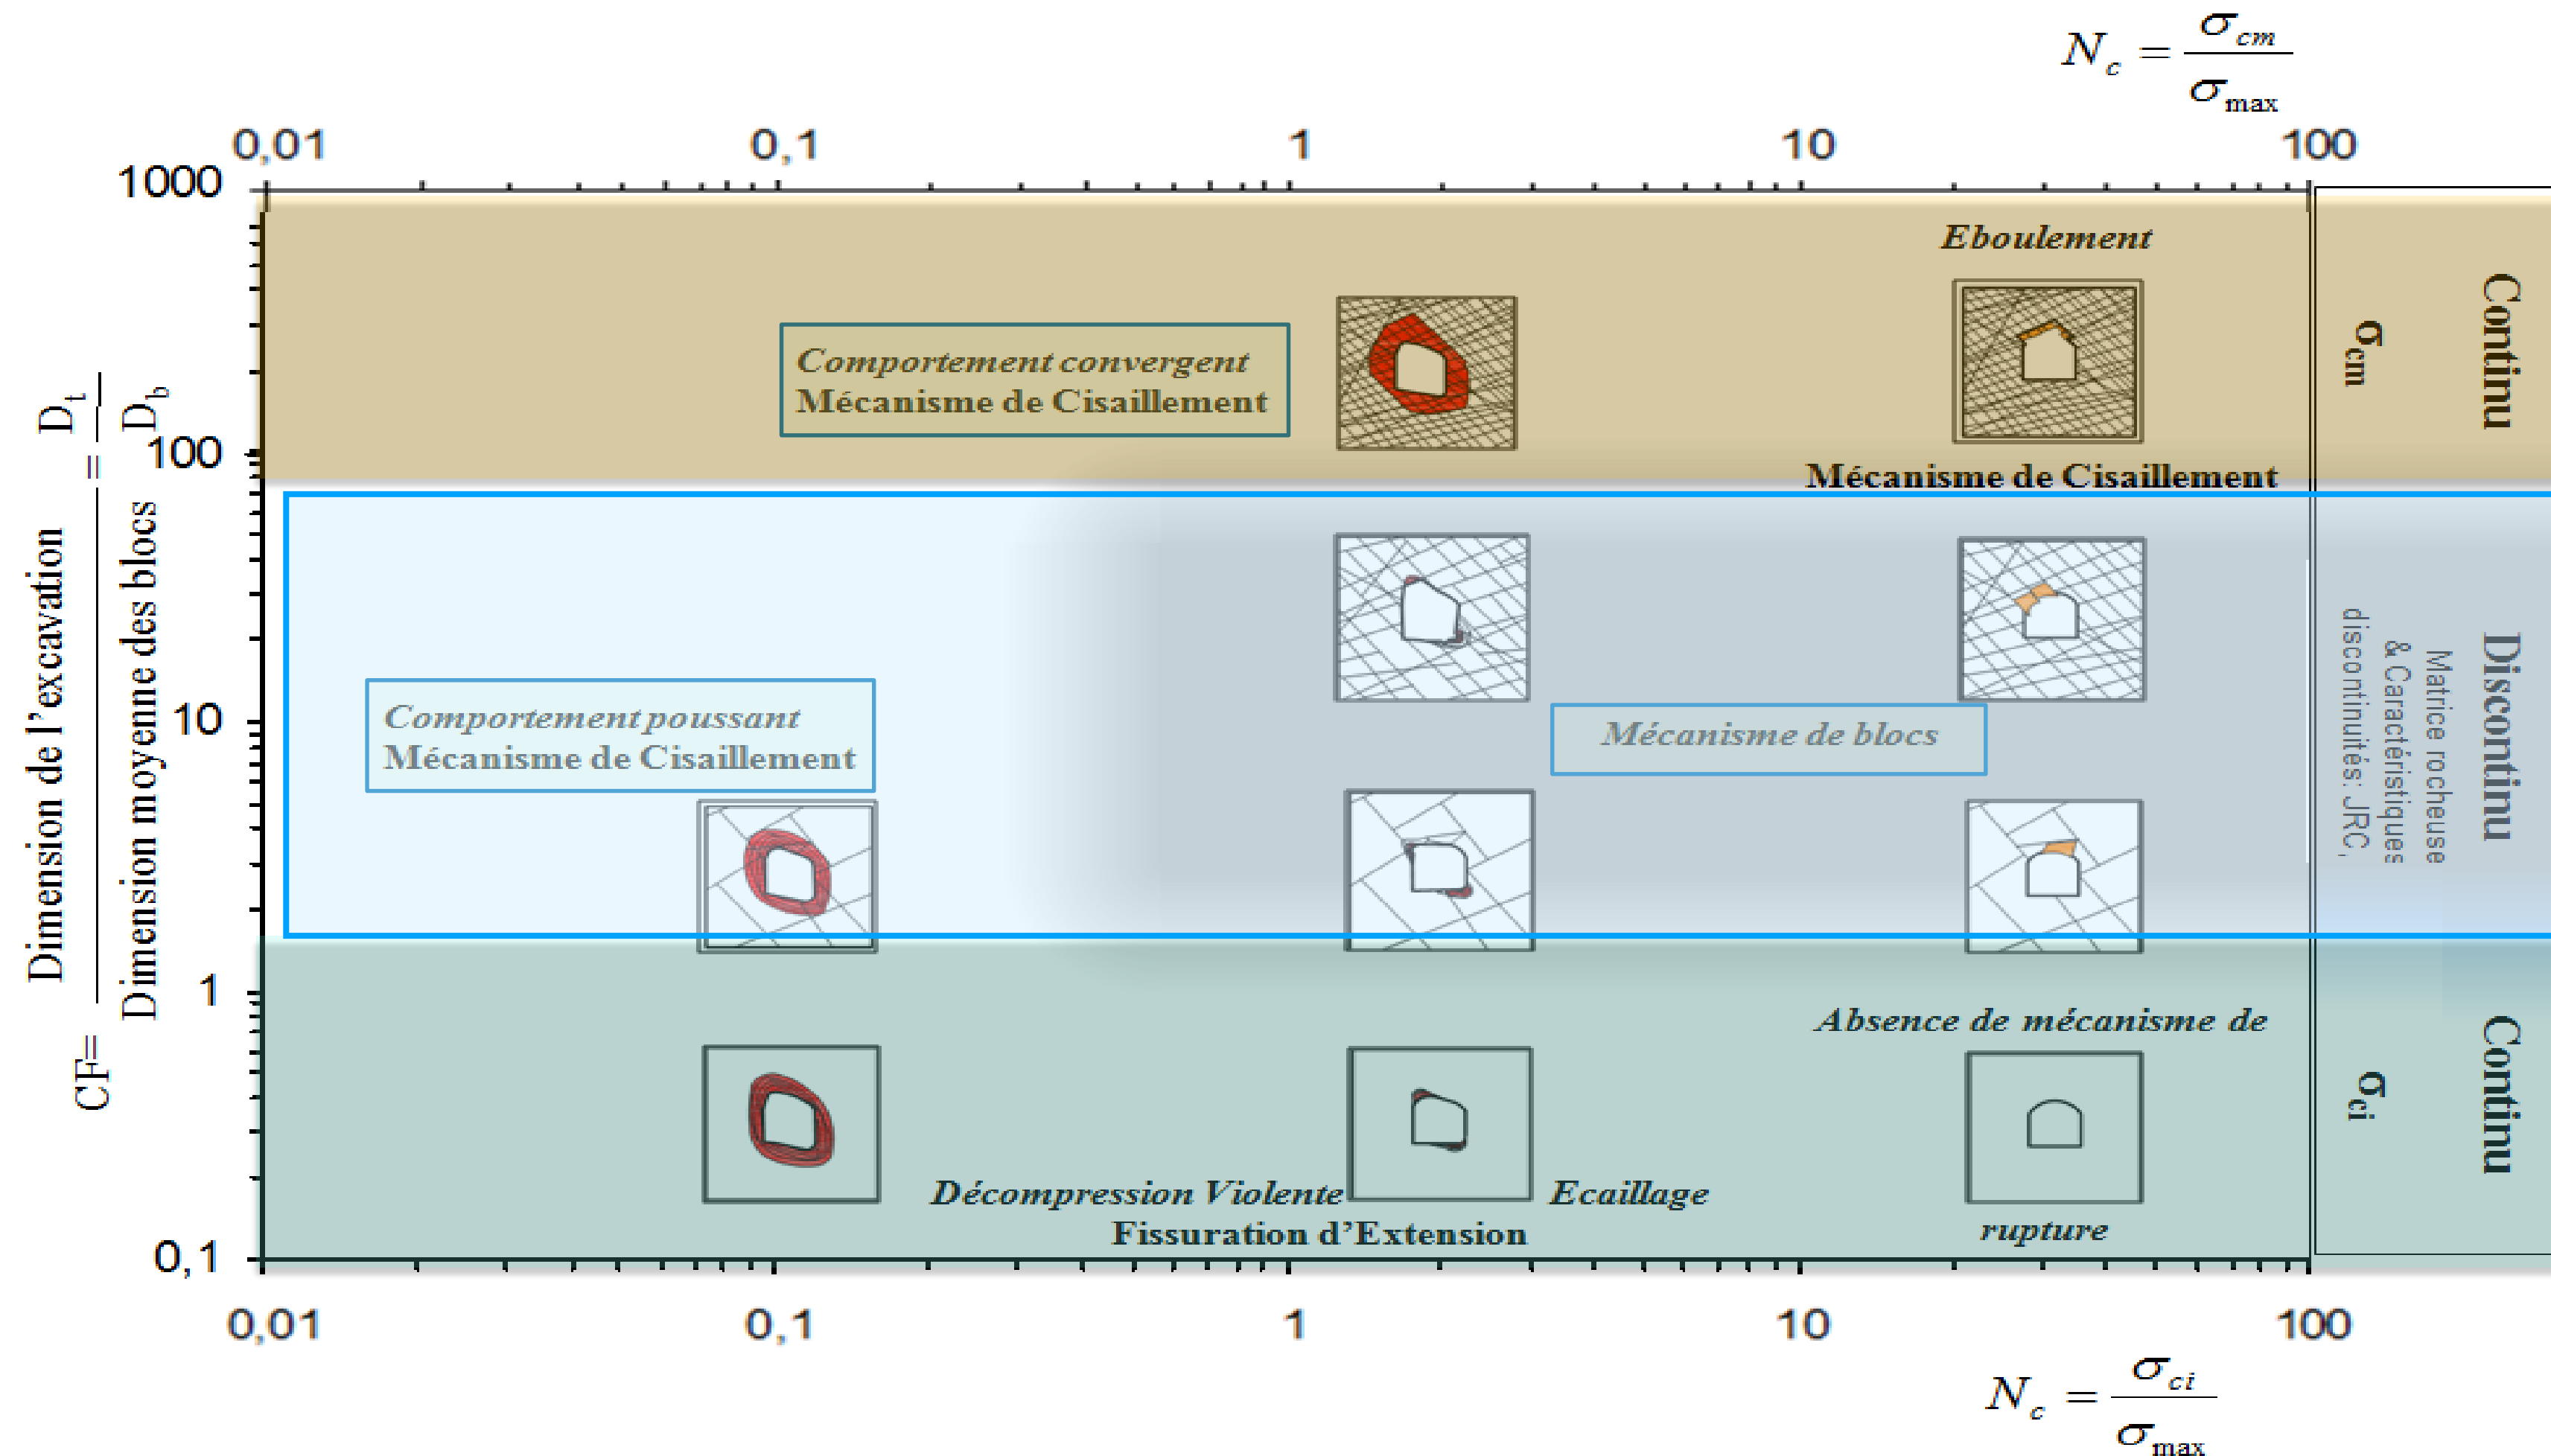 N_c = σ_cm / σ_max
0,01 0,1 1 10 100
1000
100
10
1
0,1
CF= Dimension de l'excavation / Dimension moyenne des blocs = D_t / D_b
Eboulement
Comportement convergent
Mécanisme de Cisaillement
Mécanisme de Cisaillement
Continu
σ_cm
Comportement poussant
Mécanisme de Cisaillement
Mécanisme de blocs
Discontinu
Matrice rocheuse
& Caractéristiques
discontinuités: JRC,
Absence de mécanisme de
rupture
Décompression Violente
Ecaillage
Fissuration d'Extension
Continu
σ_ci
0,01 0,1 1 10 100
N_c = σ_ci / σ_max